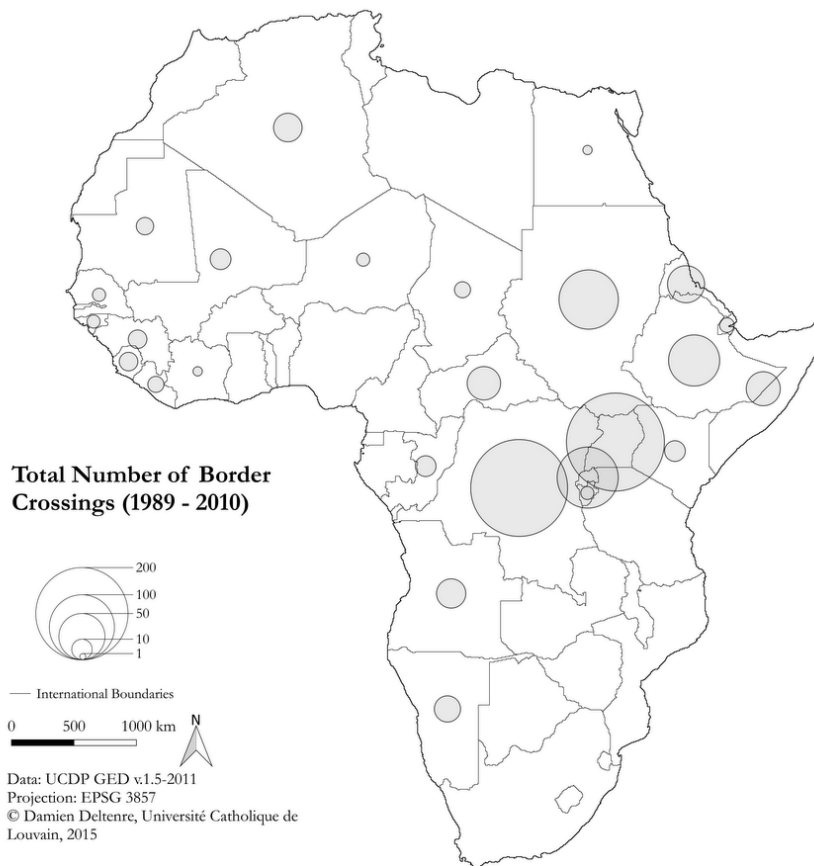 Total Number of Border
Crossings (1989 - 2010)
200
100
50
10
1
International Boundaries
0 500 1000 km
N
Data: UCDP GED v.1.5-2011
Projection: EPSG 3857
© Damien Deltenre, Université Catholique de
Louvain, 2015